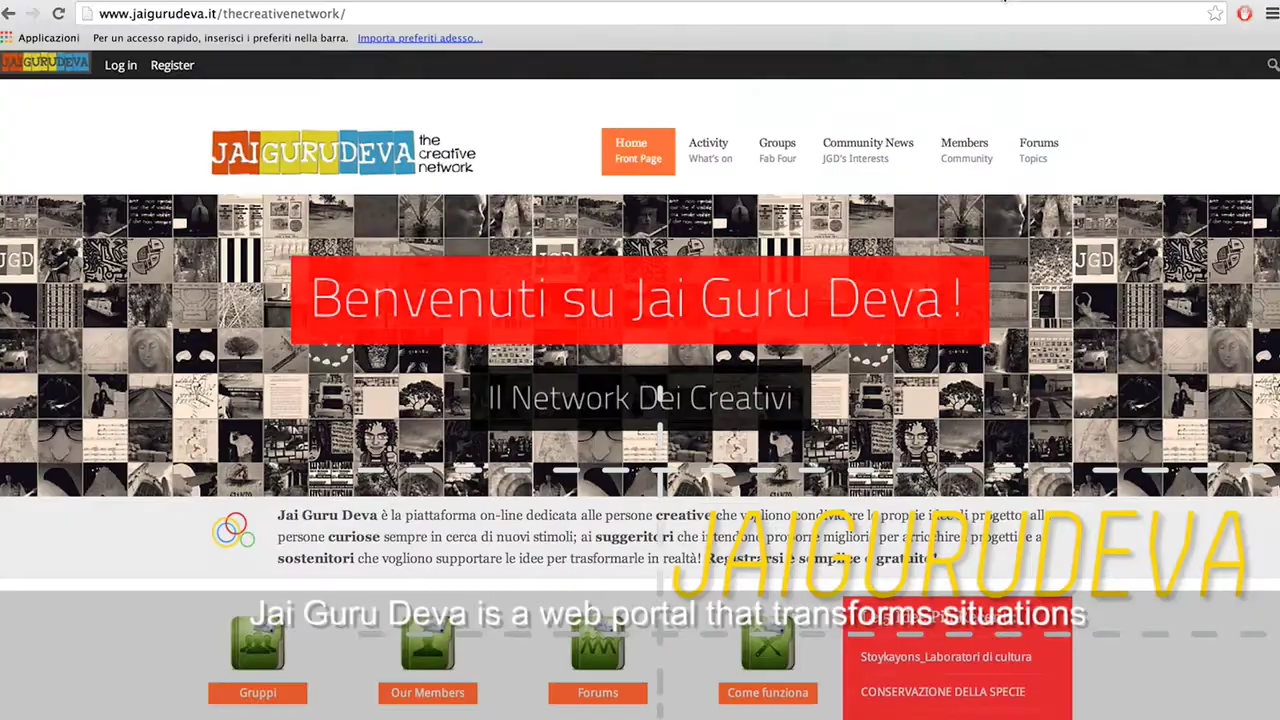 www.jaigurudeva.it/thecreativenetwork/
Applicazioni Per un accesso rapido, inserisci i preferiti nella barra. Importa preferiti adesso...
JAIGURUDEVA Log in Register
JAIGURUDEVA the creative network
Home Activity Groups Community News Members Forums
Front Page What's on Fab Four JGD's Interests Community Topics
JGD JGD
Benvenuti su Jai Guru Deva!
Il Network Dei Creativi
Jai Guru Deva è la piattaforma on-line dedicata alle persone creative che vogliono condividere le proprie idee di progetto, alle
persone curiose sempre in cerca di nuovi stimoli; ai suggeritori che intendono proporre migliorie per arricchire i progetti e ai
sostenitori che vogliono supportare le idee per trasformarle in realtà! Registrarsi è semplice e gratuito!
JAIGURUDEVA
Jai Guru Deva is a web portal that transforms situations
Stoykayons_Laboratori di cultura
Gruppi Our Members Forums Come funziona CONSERVAZIONE DELLA SPECIE